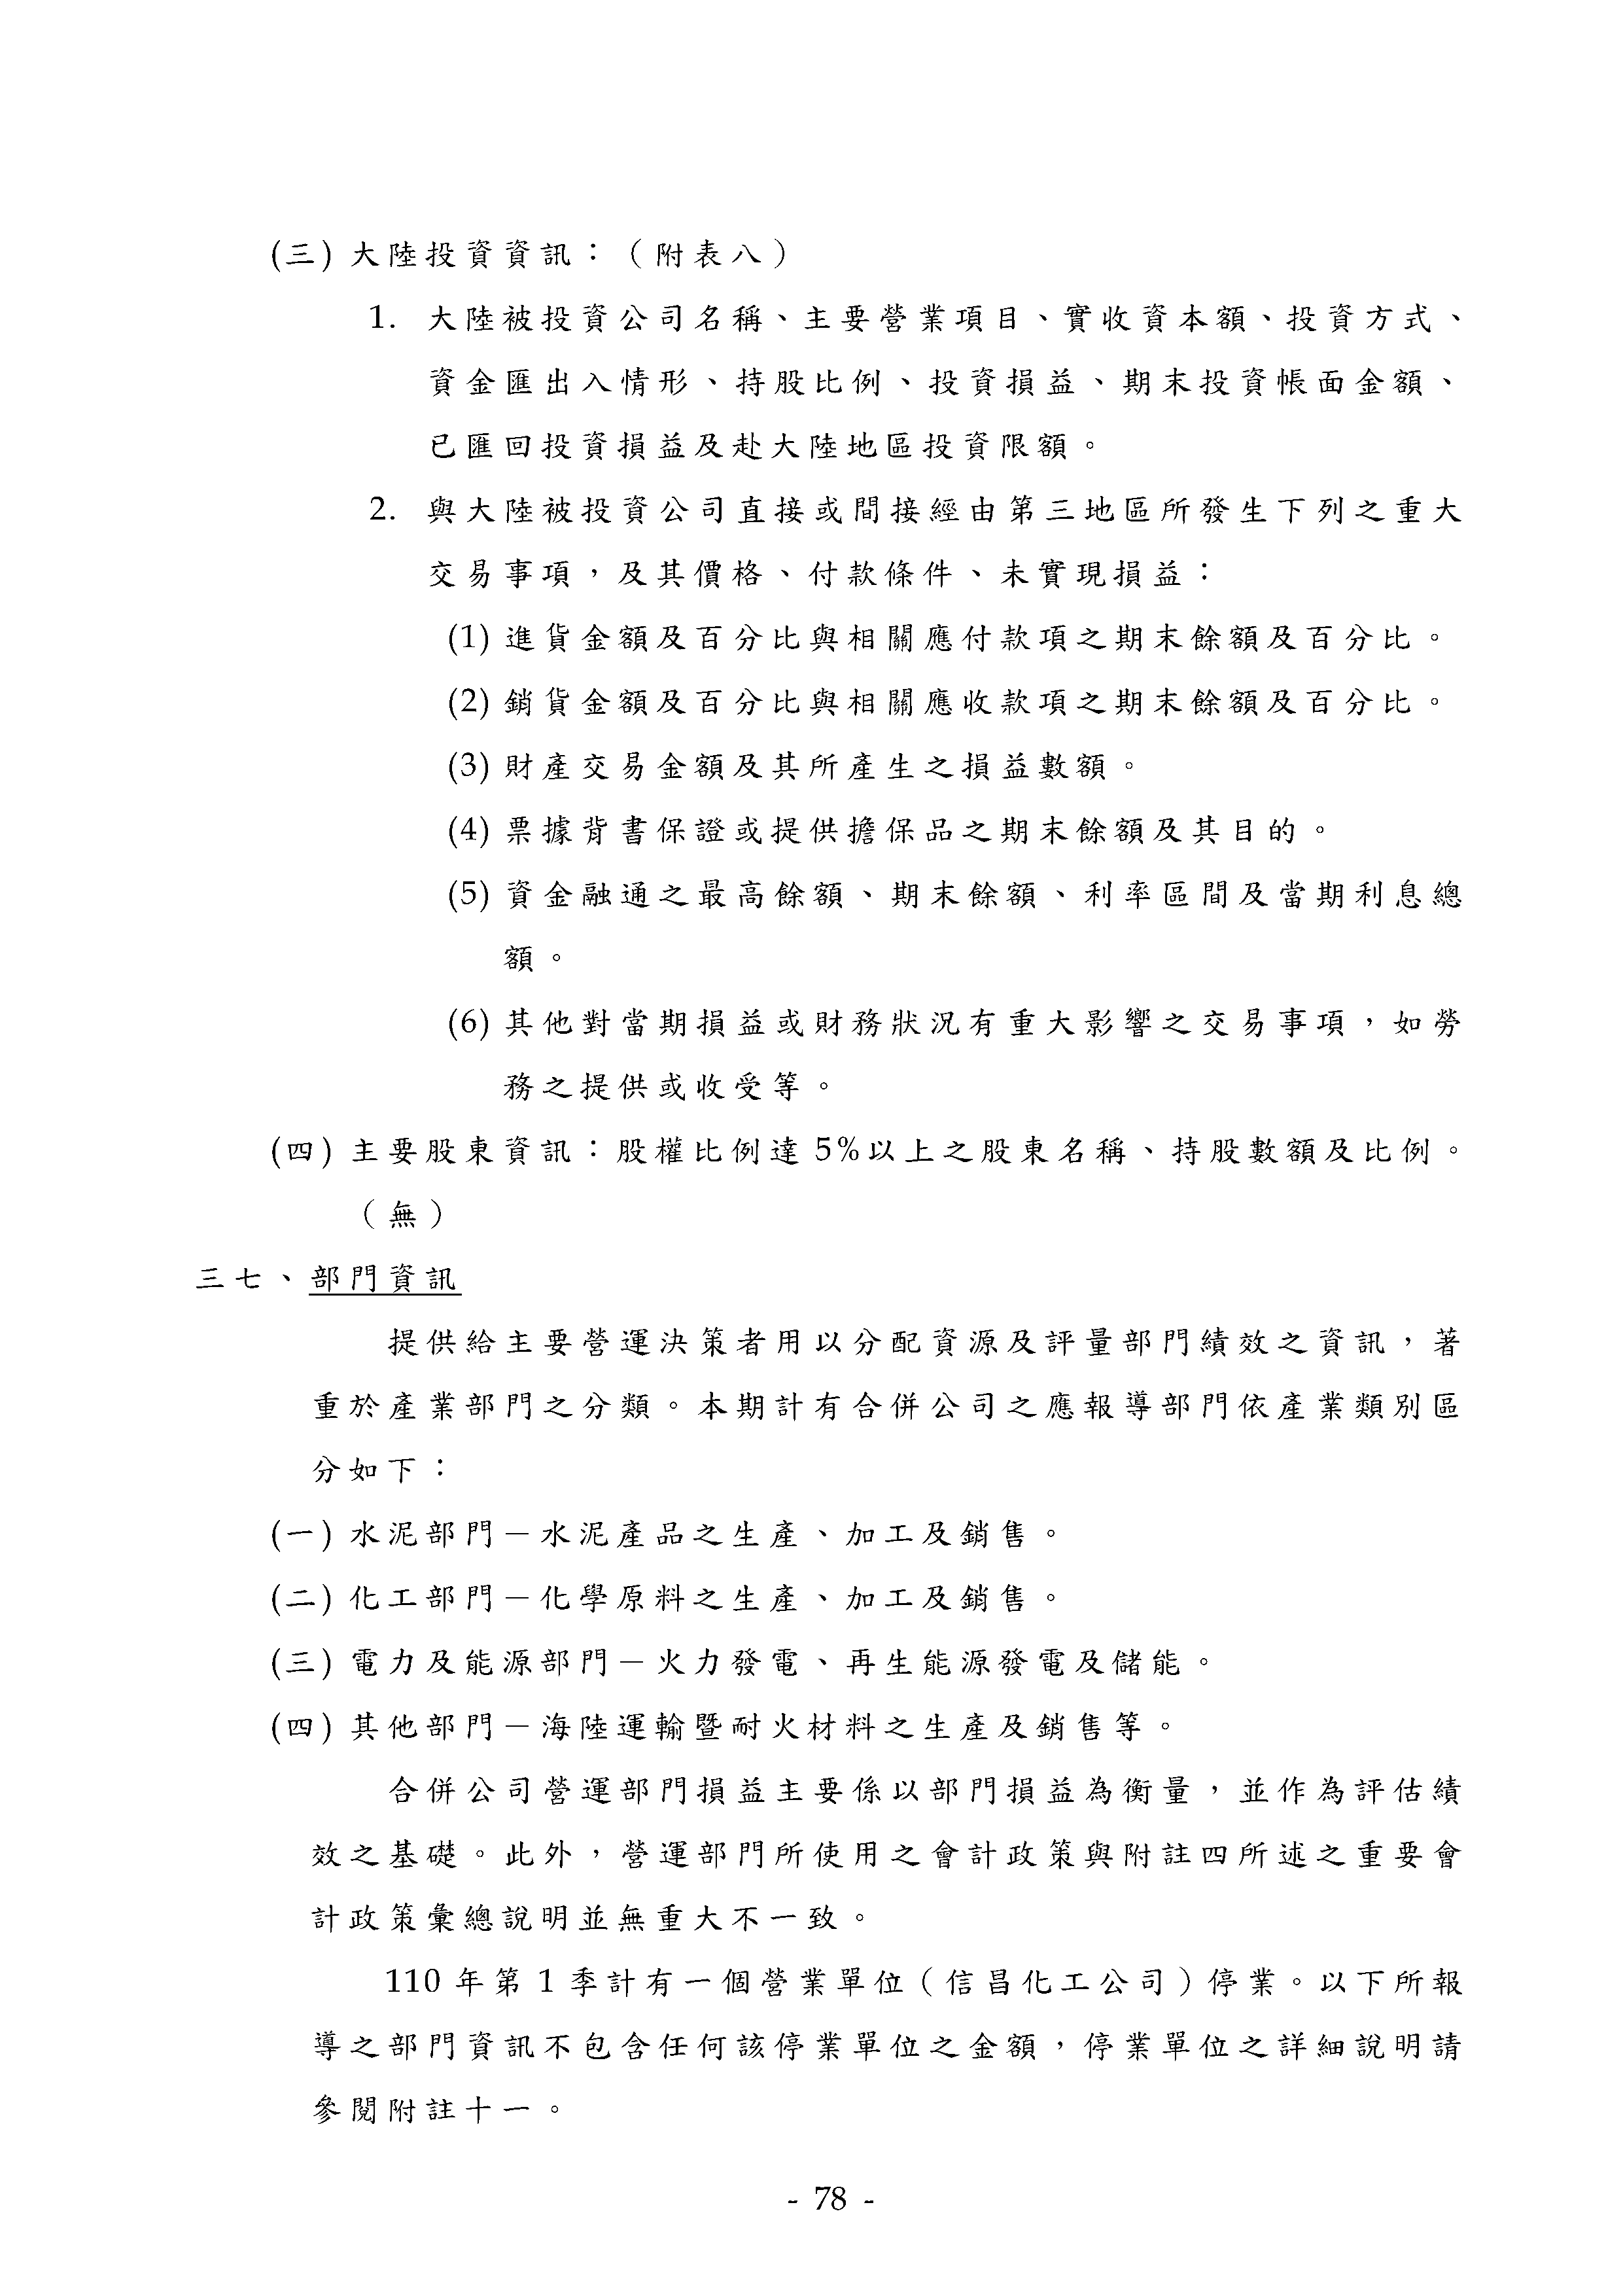 (三) 大陸投資資訊：（附表八）
1. 大陸被投資公司名稱、主要營業項目、實收資本額、投資方式、
資金匯出入情形、持股比例、投資損益、期末投資帳面金額、
已匯回投資損益及赴大陸地區投資限額。
2. 與大陸被投資公司直接或間接經由第三地區所發生下列之重大
交易事項，及其價格、付款條件、未實現損益：
(1) 進貨金額及百分比與相關應付款項之期末餘額及百分比。
(2) 銷貨金額及百分比與相關應收款項之期末餘額及百分比。
(3) 財產交易金額及其所產生之損益數額。
(4) 票據背書保證或提供擔保品之期末餘額及其目的。
(5) 資金融通之最高餘額、期末餘額、利率區間及當期利息總
額。
(6) 其他對當期損益或財務狀況有重大影響之交易事項，如勞
務之提供或收受等。
(四) 主要股東資訊：股權比例達 5%以上之股東名稱、持股數額及比例。
（無）
三七、部門資訊
提供給主要營運決策者用以分配資源及評量部門績效之資訊，著
重於產業部門之分類。本期計有合併公司之應報導部門依產業類別區
分如下：
(一) 水泥部門－水泥產品之生產、加工及銷售。
(二) 化工部門－化學原料之生產、加工及銷售。
(三) 電力及能源部門－火力發電、再生能源發電及儲能。
(四) 其他部門－海陸運輸暨耐火材料之生產及銷售等。
合併公司營運部門損益主要係以部門損益為衡量，並作為評估績
效之基礎。此外，營運部門所使用之會計政策與附註四所述之重要會
計政策彙總說明並無重大不一致。
110 年第 1 季計有一個營業單位（信昌化工公司）停業。以下所報
導之部門資訊不包含任何該停業單位之金額，停業單位之詳細說明請
參閱附註十一。
- 78 -